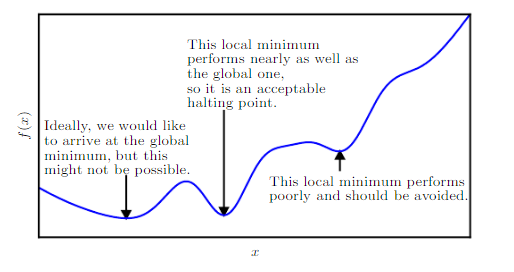 This local minimum
performs nearly as well as
the global one,
so it is an acceptable
halting point.
Ideally, we would like
to arrive at the global
minimum, but this
might not be possible.
This local minimum performs
poorly and should be avoided.
f(x)
x